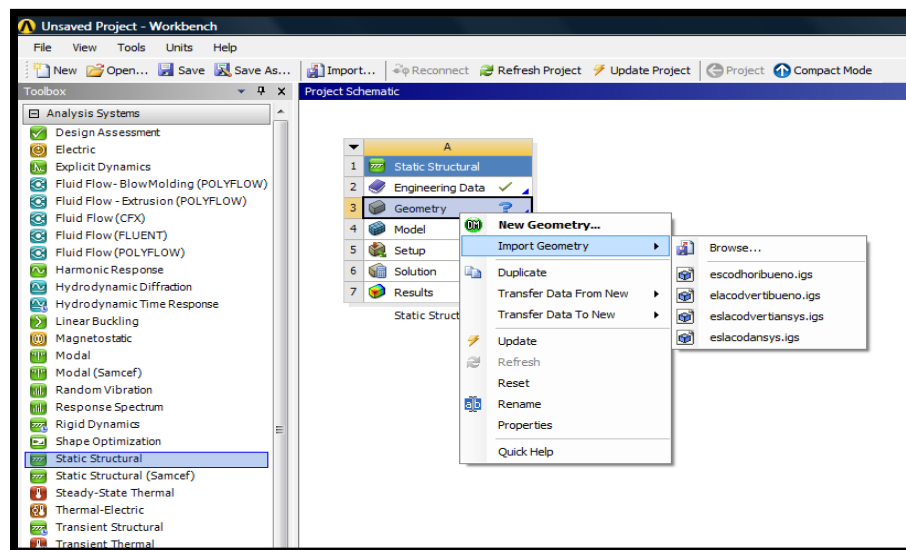 Unsaved Project - Workbench
File View Tools Units Help
New Open... Save Save As... Import... Reconnect Refresh Project Update Project Project Compact Mode
Toolbox
Project Schematic
Analysis Systems
Design Assessment
Electric
Explicit Dynamics
Fluid Flow- BlowMolding (POLYFLOW)
Fluid Flow - Extrusion (POLYFLOW)
Fluid Flow (CFX)
Fluid Flow (FLUENT)
Fluid Flow (POLYFLOW)
Harmonic Response
Hydrodynamic Diffraction
Hydrodynamic Time Response
Linear Buckling
Magnetostatic
Modal
Modal (Samcef)
Random Vibration
Response Spectrum
Rigid Dynamics
Shape Optimization
Static Structural
Static Structural (Samcef)
Steady-State Thermal
Thermal-Electric
Transient Structural
Transient Thermal
A
1 Static Structural
2 Engineering Data
3 Geometry ?
4 Model
5 Setup
6 Solution
7 Results
Static Struct
DM New Geometry...
Import Geometry
Duplicate
Transfer Data From New
Transfer Data To New
Update
Refresh
Reset
Rename
Properties
Quick Help
Browse...
escodhoribueno.igs
elacodvertibueno.igs
eslacodvertiansys.igs
eslacodansys.igs